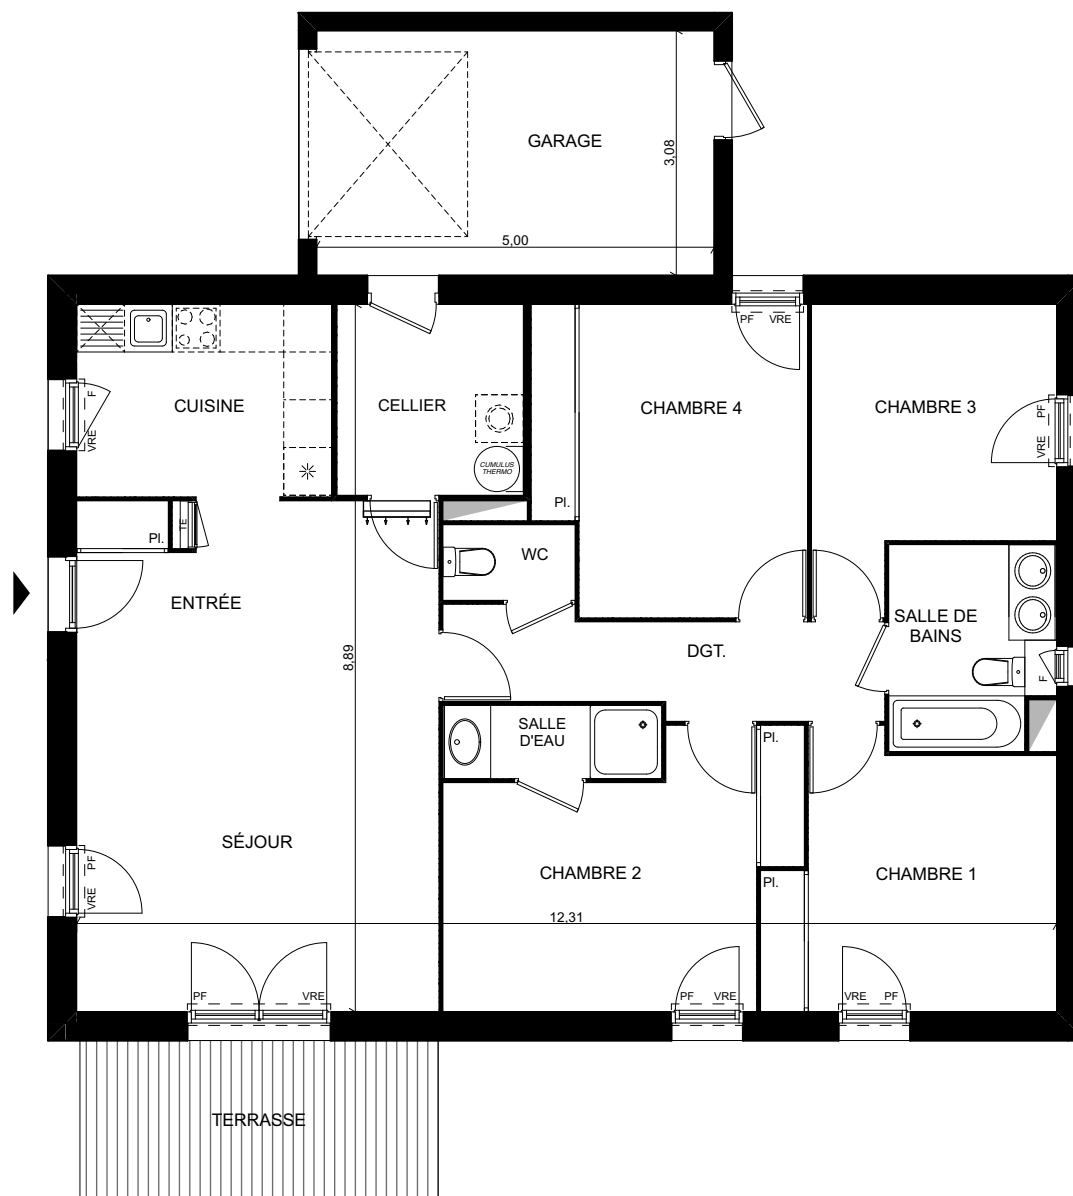 GARAGE
3,08
5,00
PF VRE
CUISINE
CELLIER
CHAMBRE 4
CHAMBRE 3
F
VRE
PF
VRE
CUMULUS
THERMO
Pl.
Pl.
TE
WC
ENTRÉE
SALLE DE
BAINS
DGT.
8,89
F
SALLE
D'EAU
Pl.
SÉJOUR
CHAMBRE 2
CHAMBRE 1
PF
VRE
Pl.
12,31
PF
VRE
PF VRE
VRE PF
TERRASSE